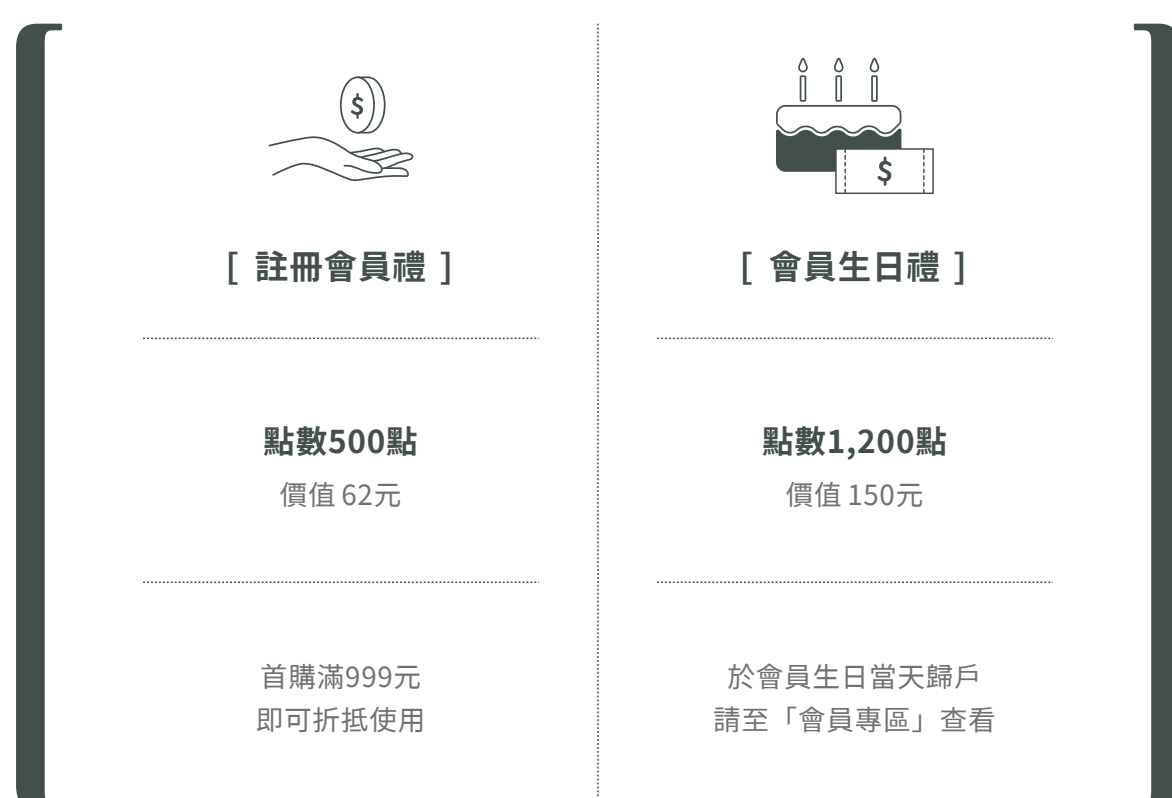 $
[ 註冊會員禮 ]
點數500點
價值 62元
首購滿999元
即可折抵使用
$
[ 會員生日禮 ]
點數1,200點
價值 150元
於會員生日當天歸戶
請至「會員專區」查看